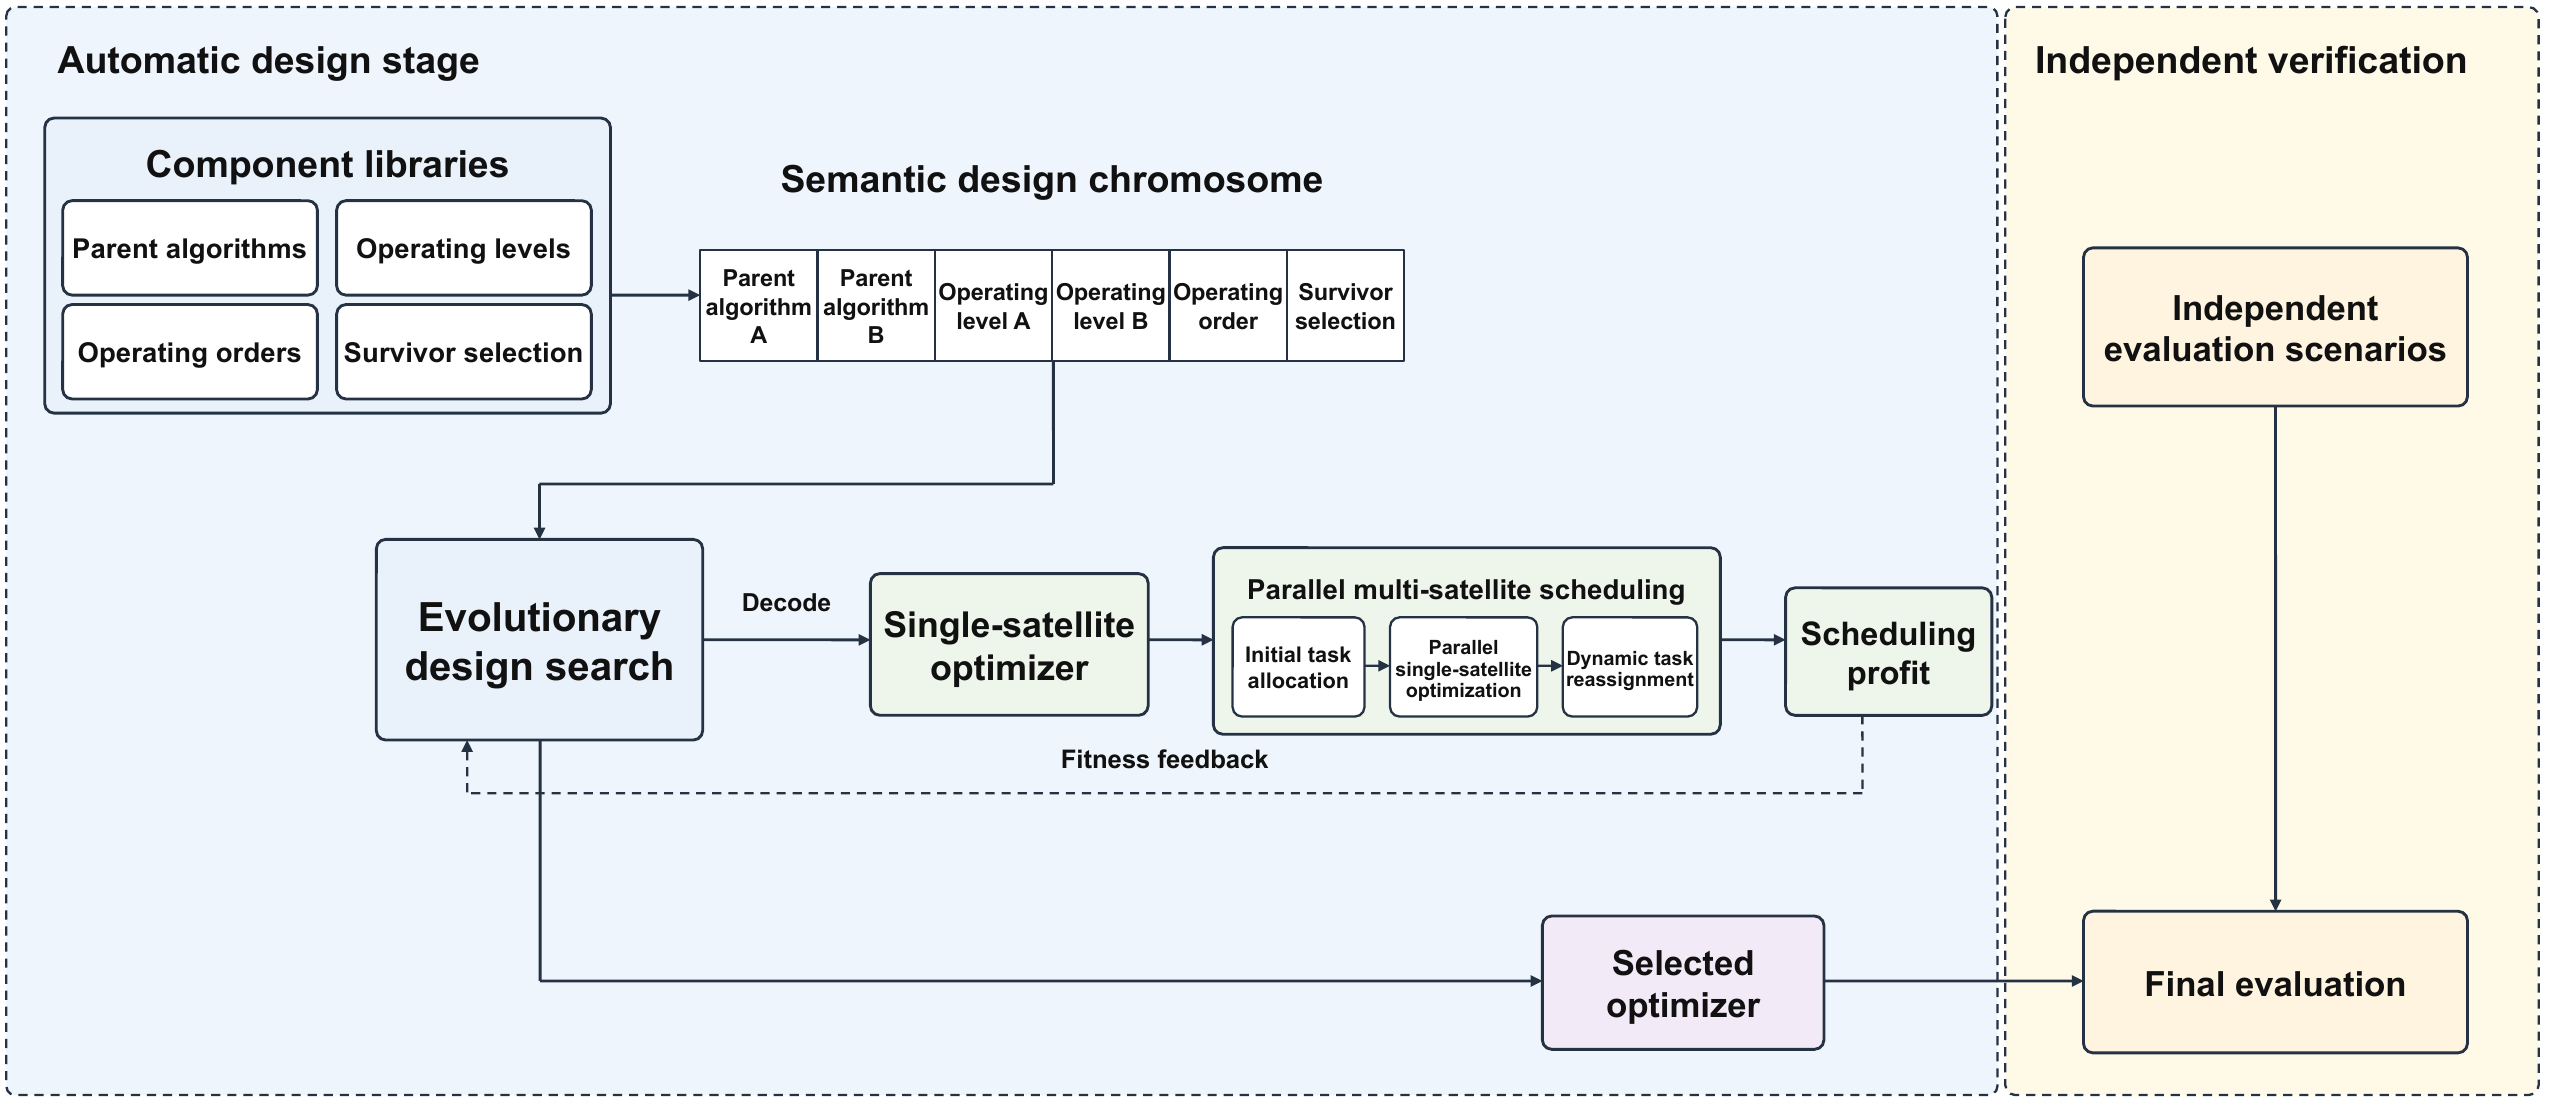 Automatic design stage
Independent verification
Component libraries
Parent algorithms
Operating levels
Operating orders
Survivor selection
Semantic design chromosome
Parent
algorithm
A
Parent
algorithm
B
Operating
level A
Operating
level B
Operating
order
Survivor
selection
Independent
evaluation scenarios
Evolutionary
design search
Decode
Single-satellite
optimizer
Parallel multi-satellite scheduling
Initial task
allocation
Parallel
single-satellite
optimization
Dynamic task
reassignment
Scheduling
profit
Fitness feedback
Selected
optimizer
Final evaluation